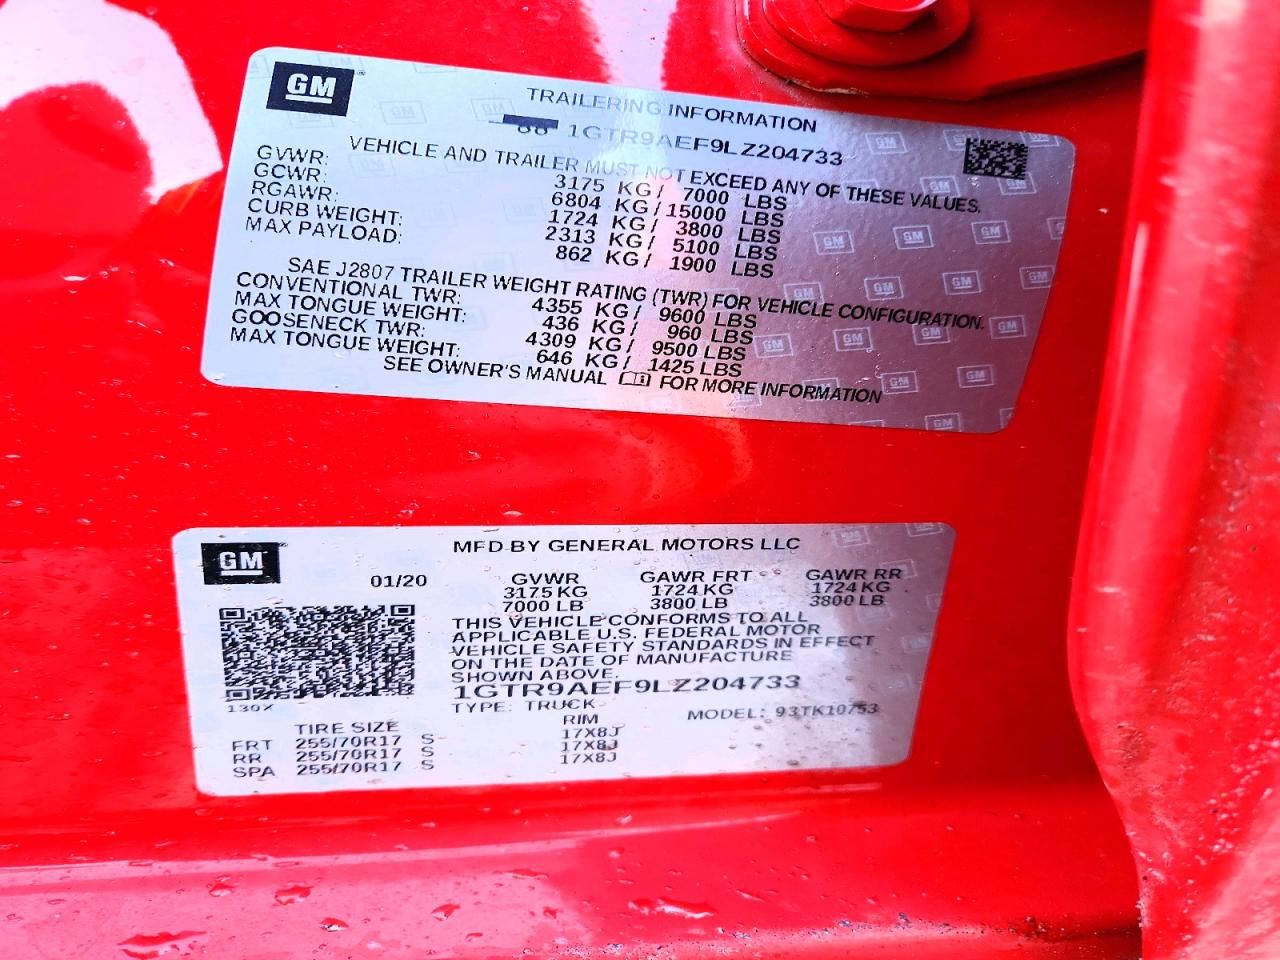 GM
TRAILERING INFORMATION
1GTR9AEF9LZ204733
VEHICLE AND TRAILER MUST NOT EXCEED ANY OF THESE VALUES.
GVWR: 3175 KG/ 7000 LBS
GCWR: 6804 KG/ 15000 LBS
RGAWR: 1724 KG/ 3800 LBS
CURB WEIGHT: 2313 KG/ 5100 LBS
MAX PAYLOAD: 862 KG/ 1900 LBS
SAE J2807 TRAILER WEIGHT RATING (TWR) FOR VEHICLE CONFIGURATION.
CONVENTIONAL TWR: 4355 KG/ 9600 LBS
MAX TONGUE WEIGHT: 436 KG/ 960 LBS
GOOSENECK TWR: 4309 KG/ 9500 LBS
MAX TONGUE WEIGHT: 646 KG/ 1425 LBS
SEE OWNER'S MANUAL FOR MORE INFORMATION
GM
MFD BY GENERAL MOTORS LLC
01/20 GVWR GAWR FRT GAWR RR
3175 KG 1724 KG 1724 KG
7000 LB 3800 LB 3800 LB
THIS VEHICLE CONFORMS TO ALL
APPLICABLE U.S. FEDERAL MOTOR
VEHICLE SAFETY STANDARDS IN EFFECT
ON THE DATE OF MANUFACTURE
SHOWN ABOVE.
1GTR9AEF9LZ204733
130X
TYPE: TRUCK MODEL: 93TK10753
TIRE SIZE RIM
FRT 255/70R17 S 17X8J
RR 255/70R17 S 17X8J
SPA 255/70R17 S 17X8J